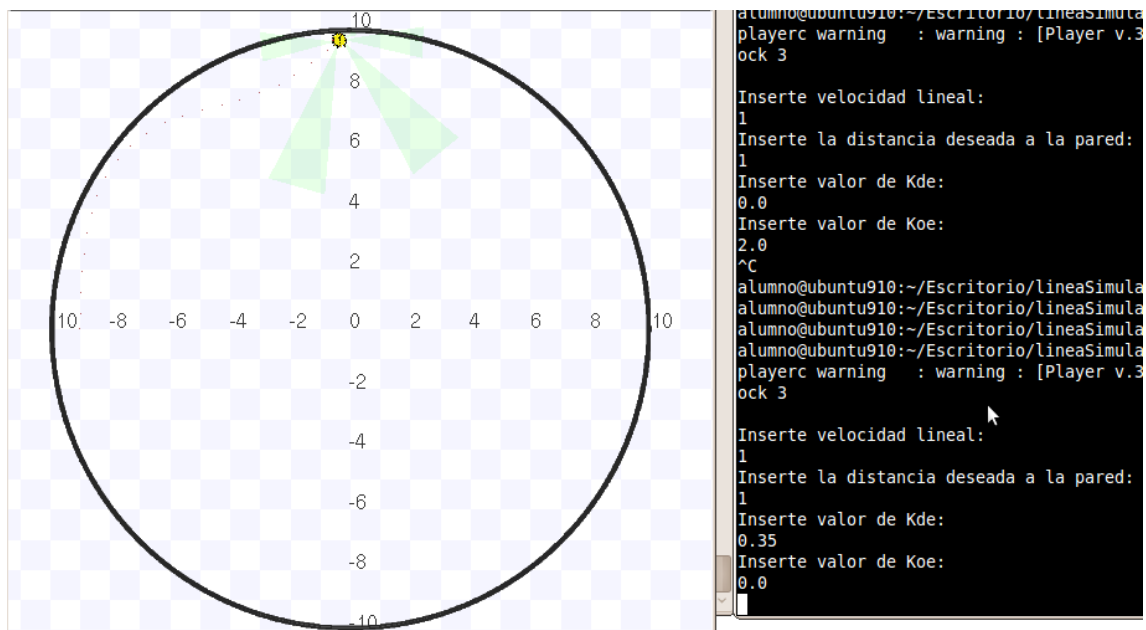 10
8
6
4
2
10 -8 -6 -4 -2 0 2 4 6 8 10
-2
-4
-6
-8
-10
alumno@ubuntu910:~/Escritorio/lineaSimula
playerc warning   : warning : [Player v.3
ock 3
Inserte velocidad lineal:
1
Inserte la distancia deseada a la pared:
1
Inserte valor de Kde:
0.0
Inserte valor de Koe:
2.0
^C
alumno@ubuntu910:~/Escritorio/lineaSimula
alumno@ubuntu910:~/Escritorio/lineaSimula
alumno@ubuntu910:~/Escritorio/lineaSimula
alumno@ubuntu910:~/Escritorio/lineaSimula
playerc warning   : warning : [Player v.3
ock 3
Inserte velocidad lineal:
1
Inserte la distancia deseada a la pared:
1
Inserte valor de Kde:
0.35
Inserte valor de Koe:
0.0